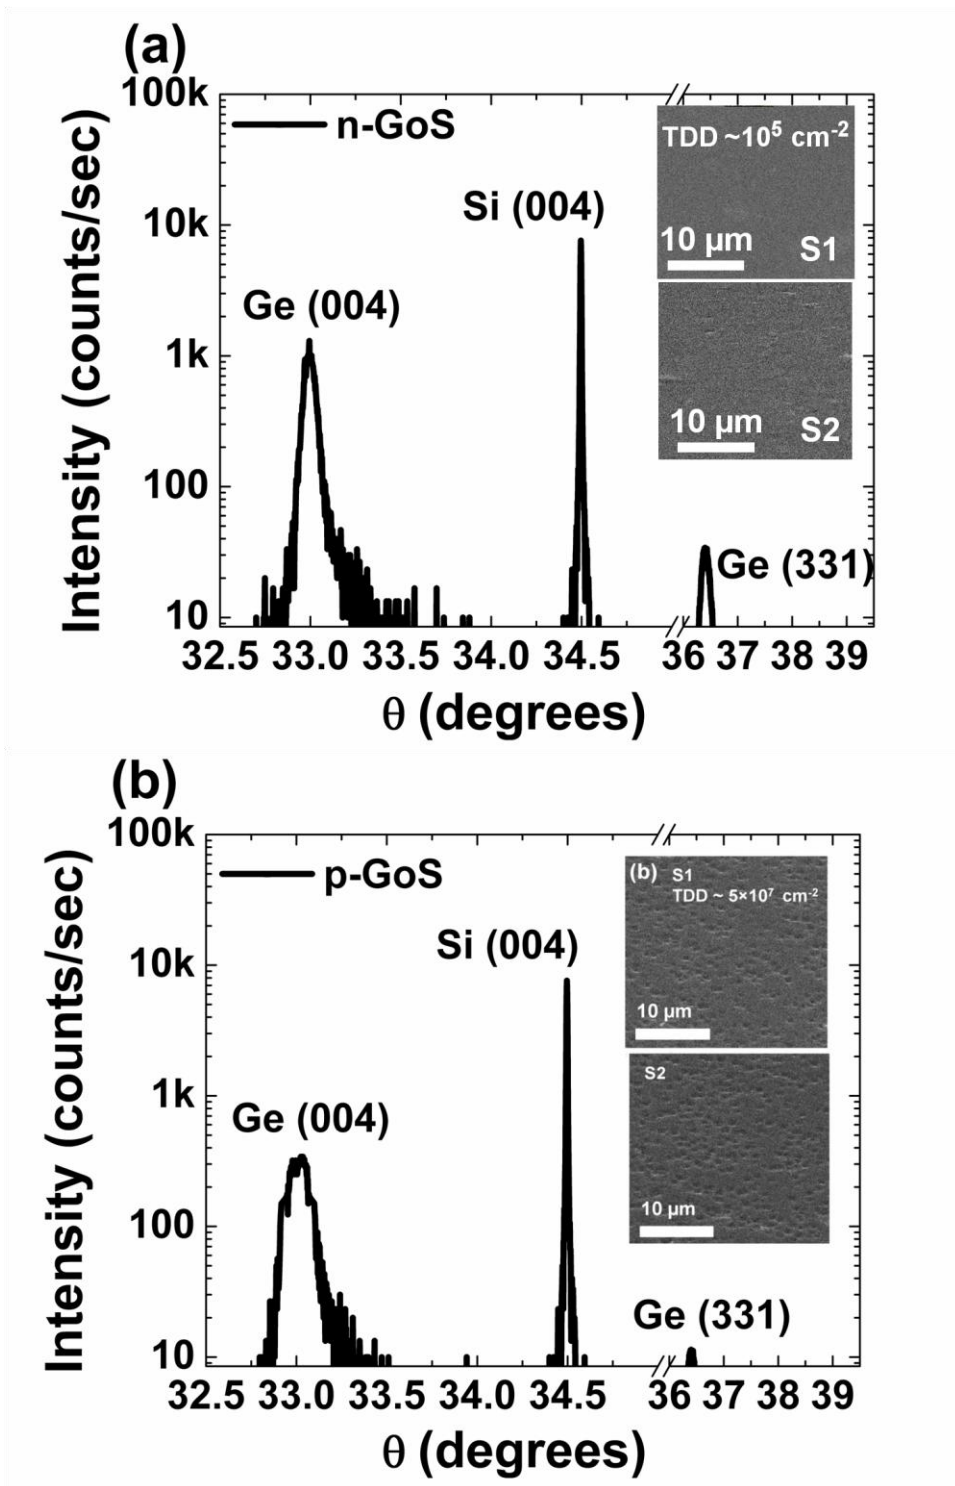 (a)
100k
n-GoS
TDD ~10⁵ cm⁻²
Intensity (counts/sec)
Si (004)
10k
10 µm
S1
Ge (004)
1k
10 µm
S2
100
Ge (331)
10
32.5 33.0 33.5 34.0 34.5 36 37 38 39
θ (degrees)
(b)
100k
p-GoS
(b) S1
TDD ~ 5×10⁷ cm⁻²
Intensity (counts/sec)
Si (004)
10k
10 µm
1k
Ge (004)
S2
100
10 µm
Ge (331)
10
32.5 33.0 33.5 34.0 34.5 36 37 38 39
θ (degrees)